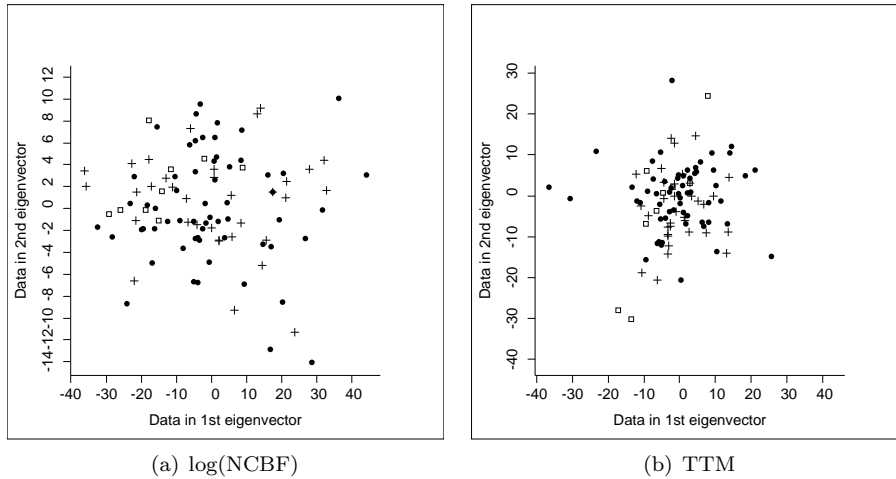 Data in 2nd eigenvector
-14-12-10 -8 -6 -4 -2 0 2 4 6 8 10 12
-40 -30 -20 -10 0 10 20 30 40
Data in 1st eigenvector
(a) log(NCBF)
Data in 2nd eigenvector
-40 -30 -20 -10 0 10 20 30
-40 -30 -20 -10 0 10 20 30 40
Data in 1st eigenvector
(b) TTM